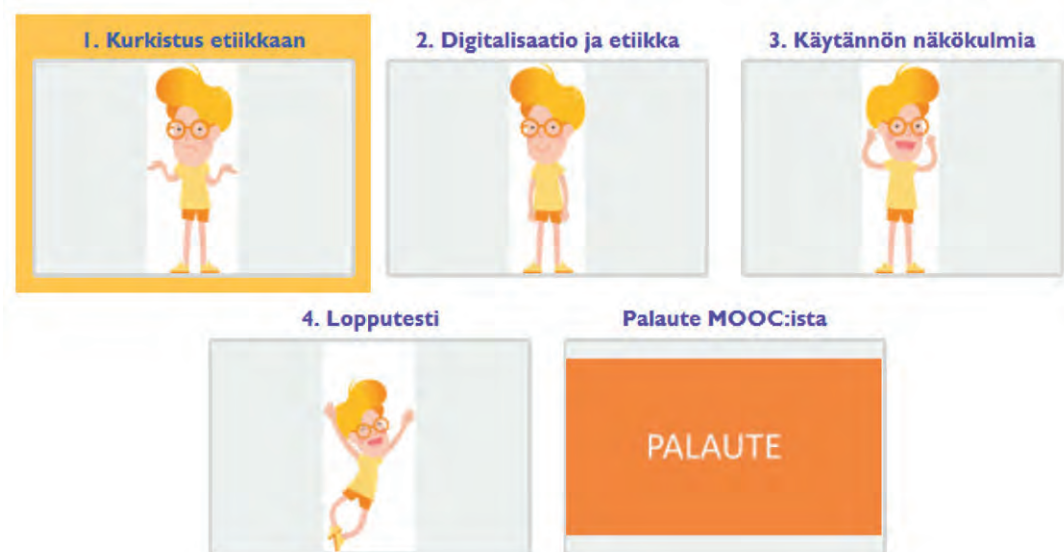 1. Kurkistus etiikkaan
2. Digitalisaatio ja etiikka
3. Käytännön näkökulmia
4. Lopputesti
Palaute MOOC:ista
PALAUTE